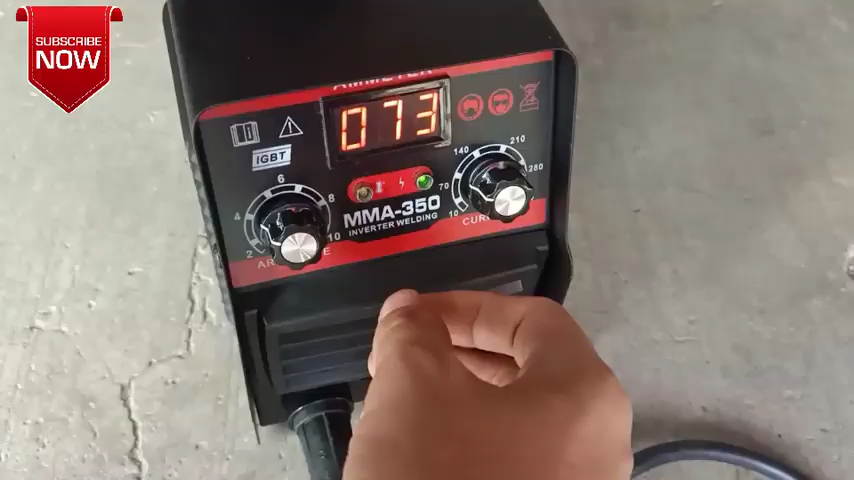 SUBSCRIBE
NOW
AMMETER
073
IGBT
MMA-350
INVERTER WELDING
2
4
6
8
10
10
70
140
210
280